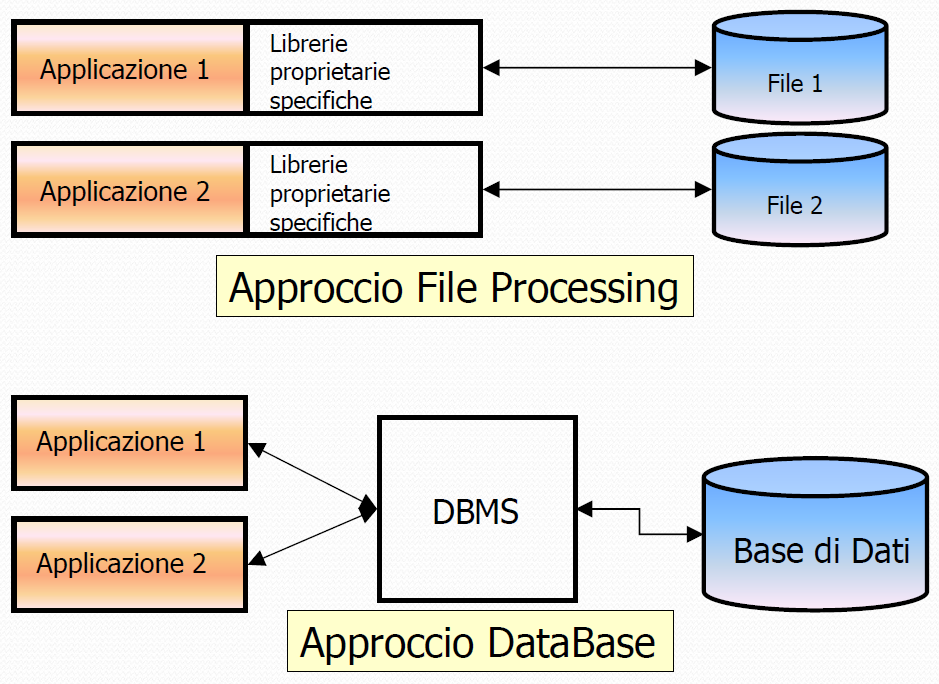 Applicazione 1
Librerie
proprietarie
specifiche
File 1
Applicazione 2
Librerie
proprietarie
specifiche
File 2
Approccio File Processing
Applicazione 1
Applicazione 2
DBMS
Base di Dati
Approccio DataBase